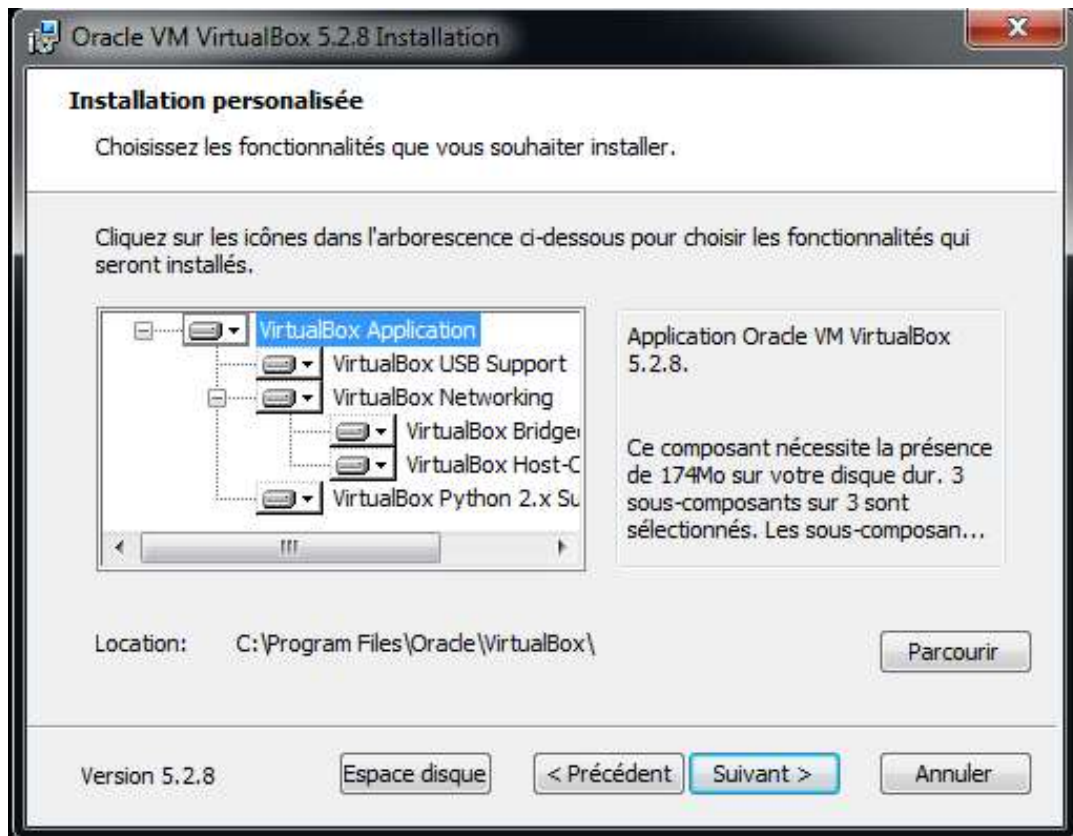 Oracle VM VirtualBox 5.2.8 Installation
Installation personalisée
Choisissez les fonctionnalités que vous souhaiter installer.
Cliquez sur les icônes dans l'arborescence ci-dessous pour choisir les fonctionnalités qui
seront installés.
VirtualBox Application
VirtualBox USB Support
VirtualBox Networking
VirtualBox Bridge
VirtualBox Host-C
VirtualBox Python 2.x Su
Application Oracle VM VirtualBox
5.2.8.
Ce composant nécessite la présence
de 174Mo sur votre disque dur. 3
sous-composants sur 3 sont
sélectionnés. Les sous-composan...
Location: C:\Program Files\Oracle\VirtualBox\
Parcourir
Version 5.2.8 Espace disque < Précédent Suivant > Annuler